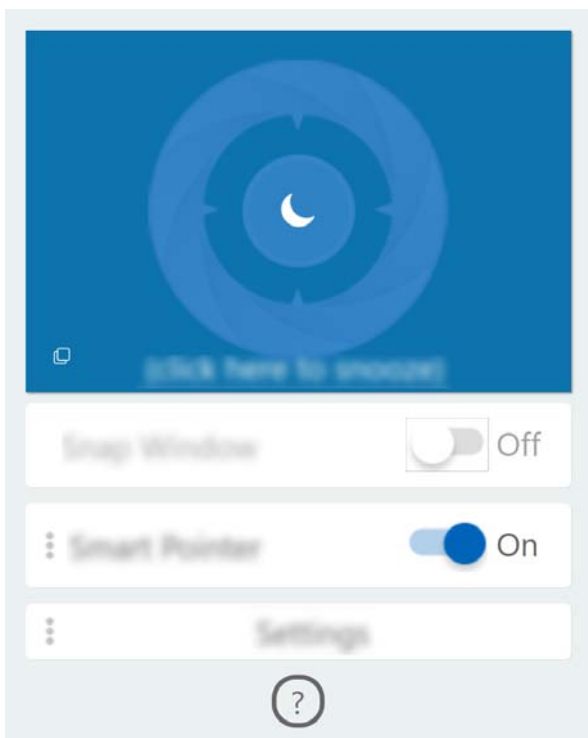 (click here to snooze)
Snap Window Off
Smart Pointer On
Settings
?